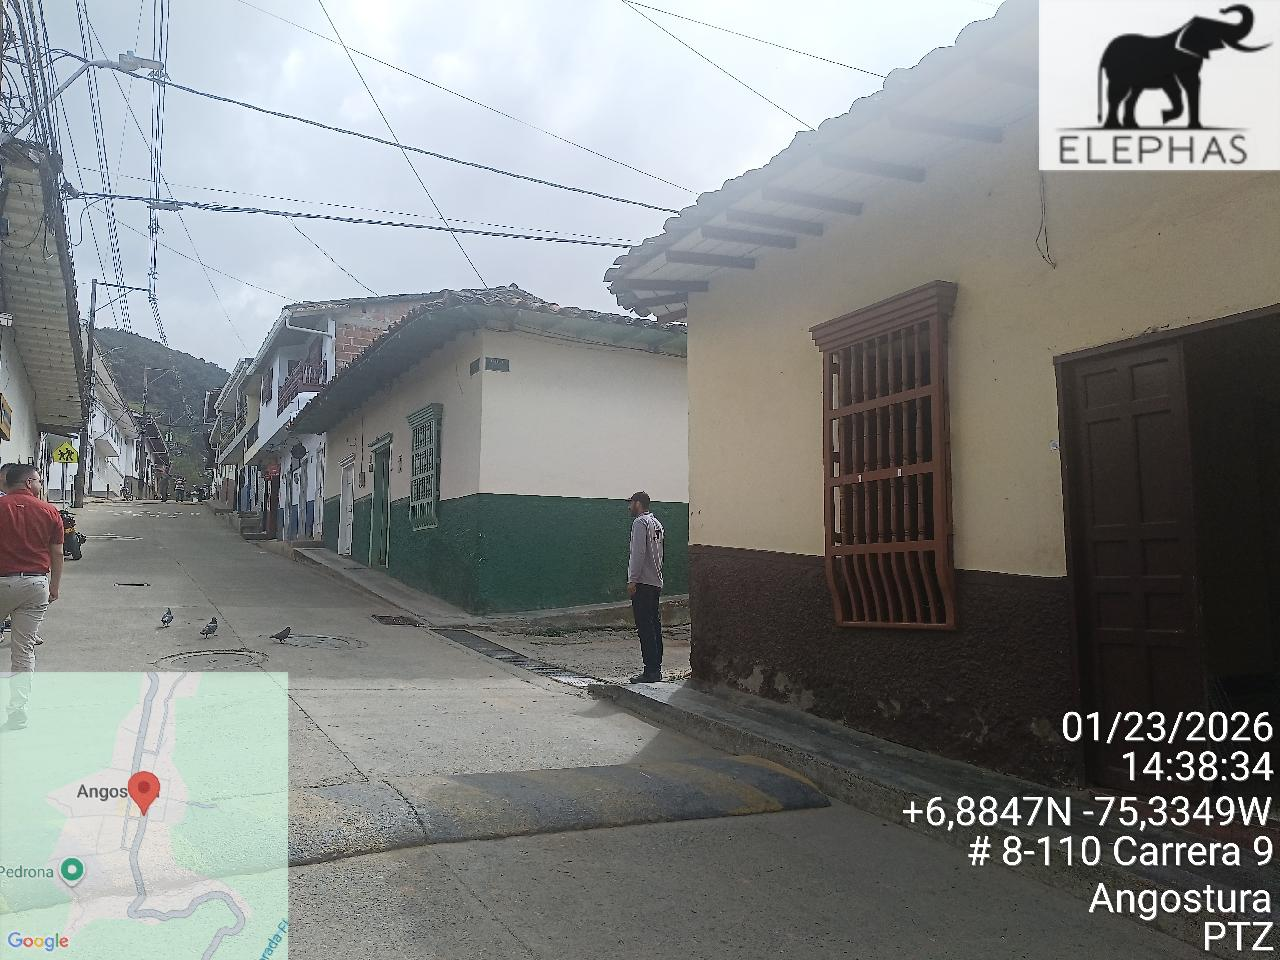 ELEPHAS
01/23/2026
14:38:34
+6,8847N -75,3349W
# 8-110 Carrera 9
Angostura
PTZ
Angos
Pedrona
Google